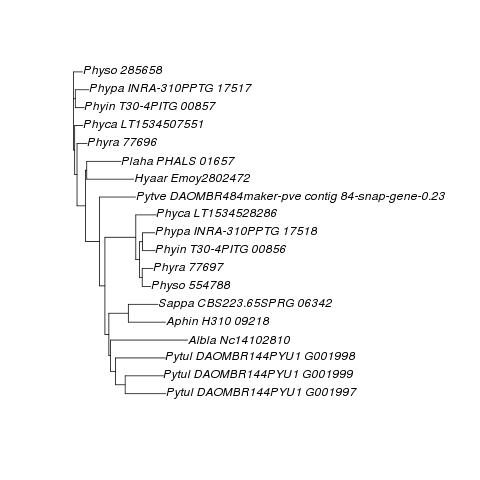 Physo 285658
Phypa INRA-310PPTG 17517
Phyin T30-4PITG 00857
Phyca LT1534507551
Phyra 77696
Plaha PHALS 01657
Hyaar Emoy2802472
Pytve DAOMBR484maker-pve contig 84-snap-gene-0.23
Phyca LT1534528286
Phypa INRA-310PPTG 17518
Phyin T30-4PITG 00856
Phyra 77697
Physo 554788
Sappa CBS223.65SPRG 06342
Aphin H310 09218
Albla Nc14102810
Pytul DAOMBR144PYU1 G001998
Pytul DAOMBR144PYU1 G001999
Pytul DAOMBR144PYU1 G001997